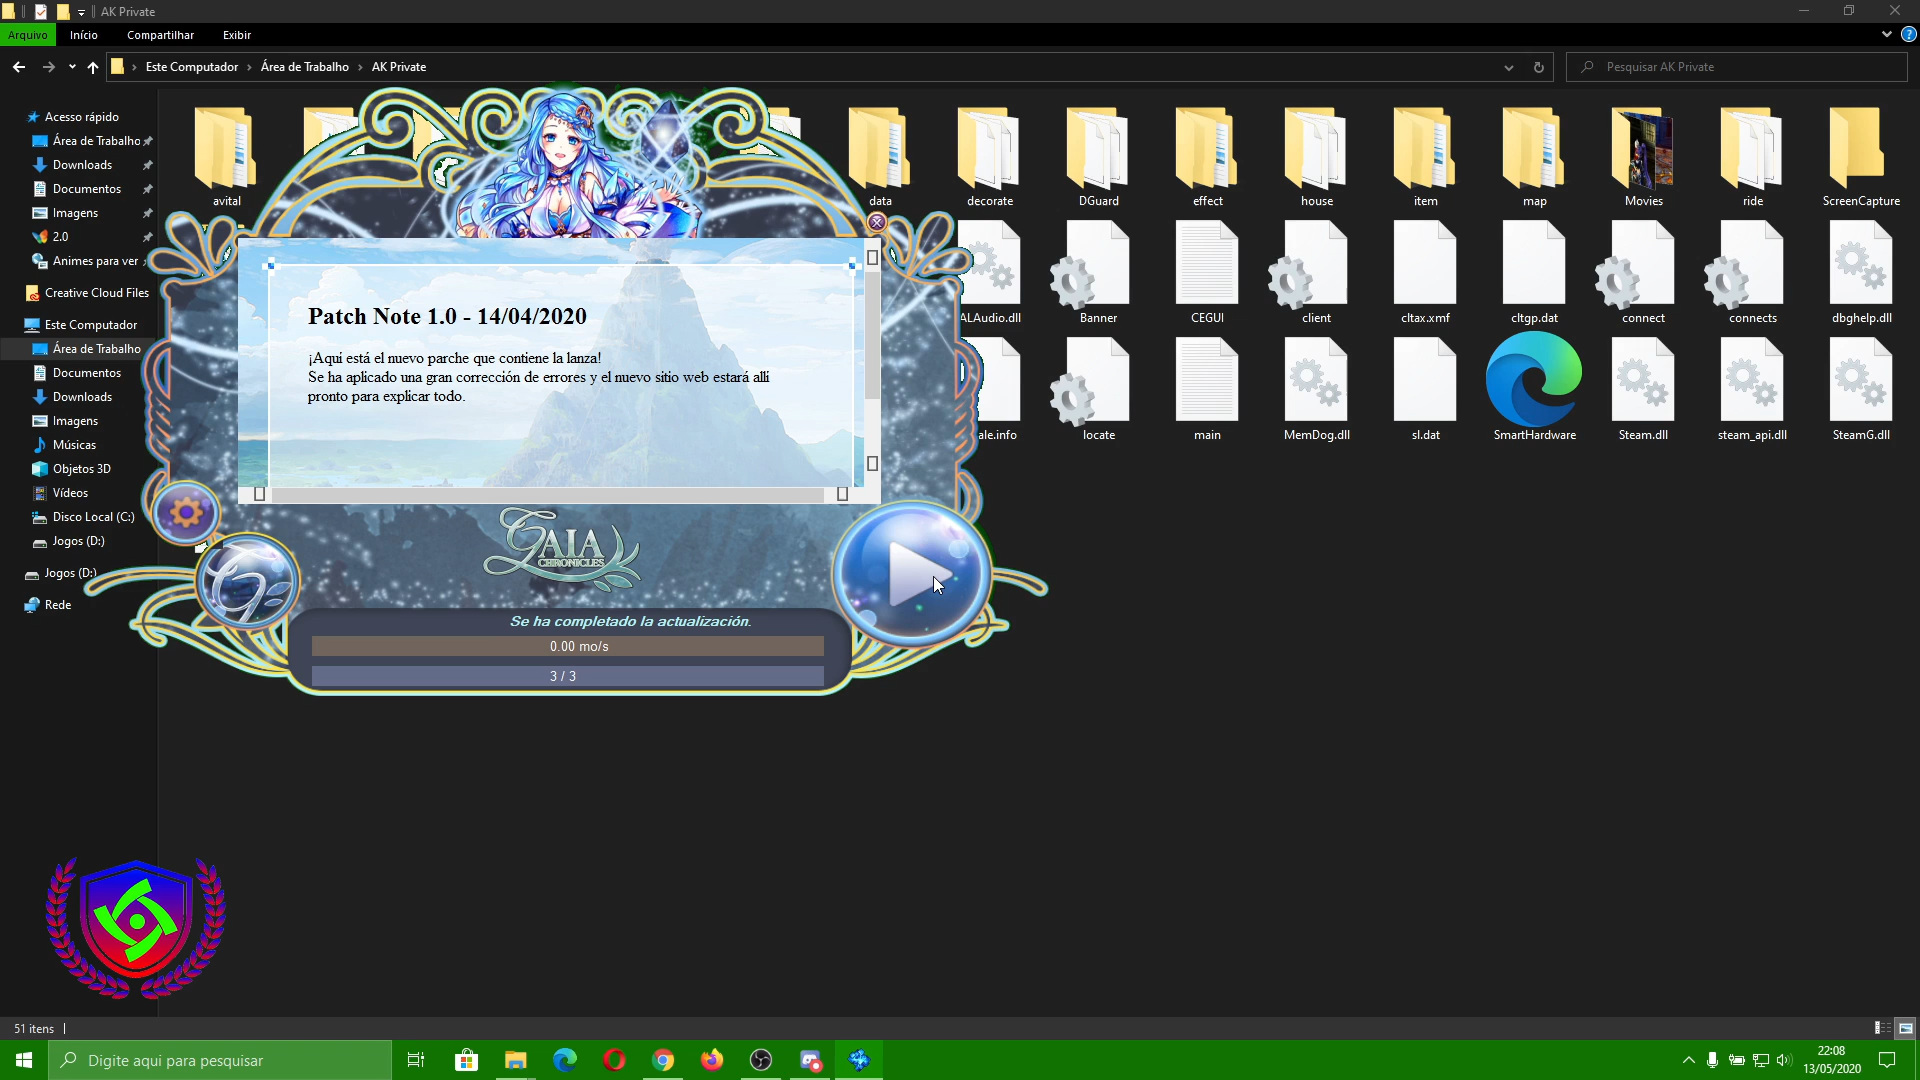 AK Private
Arquivo
Início
Compartilhar
Exibir
Este Computador
Área de Trabalho
AK Private
Pesquisar AK Private
Acesso rápido
Área de Trabalho
Downloads
Documentos
Imagens
2.0
Animes para ver
Creative Cloud Files
Este Computador
Área de Trabalho
Documentos
Downloads
Imagens
Músicas
Objetos 3D
Vídeos
Disco Local (C:)
Jogos (D:)
Jogos (D:)
Rede
avital
data
decorate
DGuard
effect
house
item
map
Movies
ride
ScreenCapture
ALAudio.dll
Banner
CEGUI
client
cltax.xmf
cltgp.dat
connect
connects
dbghelp.dll
ale.info
locate
main
MemDog.dll
sl.dat
SmartHardware
Steam.dll
steam_api.dll
SteamG.dll
Patch Note 1.0 - 14/04/2020
¡Aqui está el nuevo parche que contiene la lanza!
Se ha aplicado una gran corrección de errores y el nuevo sitio web estará alli
pronto para explicar todo.
GAIA
CHRONICLES
Se ha completado la actualización.
0.00 mo/s
3 / 3
51 itens
Digite aqui para pesquisar
22:08
13/05/2020